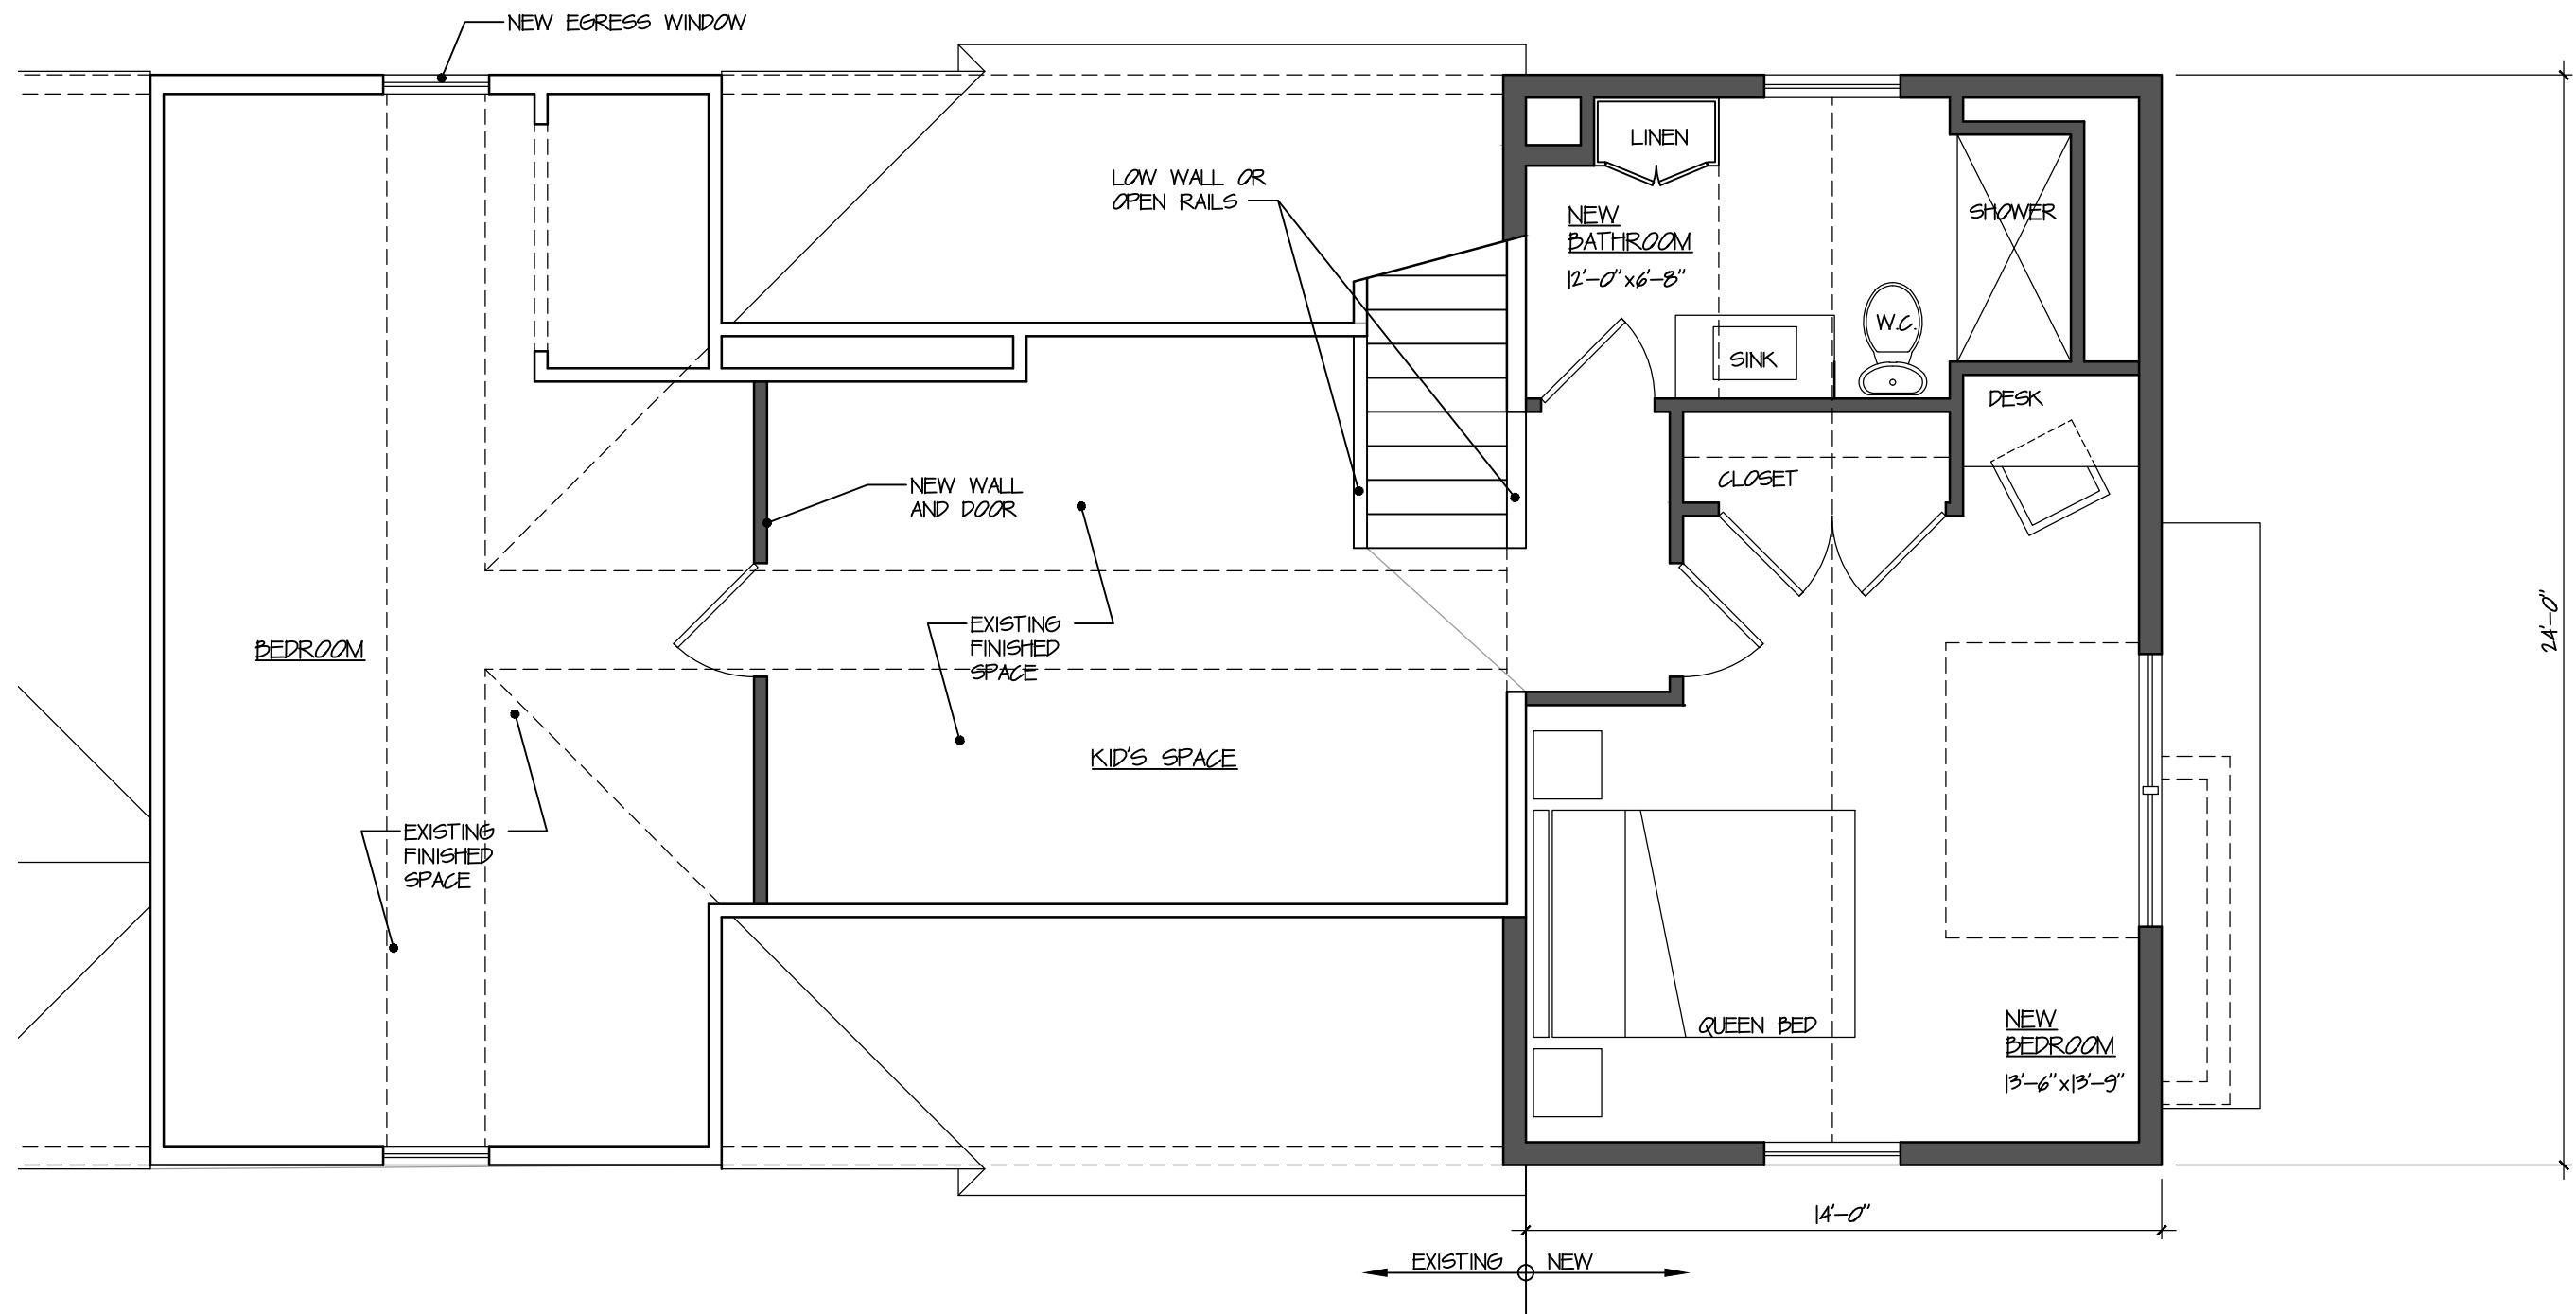 NEW EGRESS WINDOW
LINEN
LOW WALL OR
OPEN RAILS
NEW
BATHROOM
12'-0"x6'-8"
SHOWER
W.C.
SINK
DESK
CLOSET
NEW WALL
AND DOOR
EXISTING
FINISHED
SPACE
BEDROOM
24'-0"
KID'S SPACE
EXISTING
FINISHED
SPACE
QUEEN BED
NEW
BEDROOM
13'-6"x13'-9"
14'-0"
EXISTING NEW